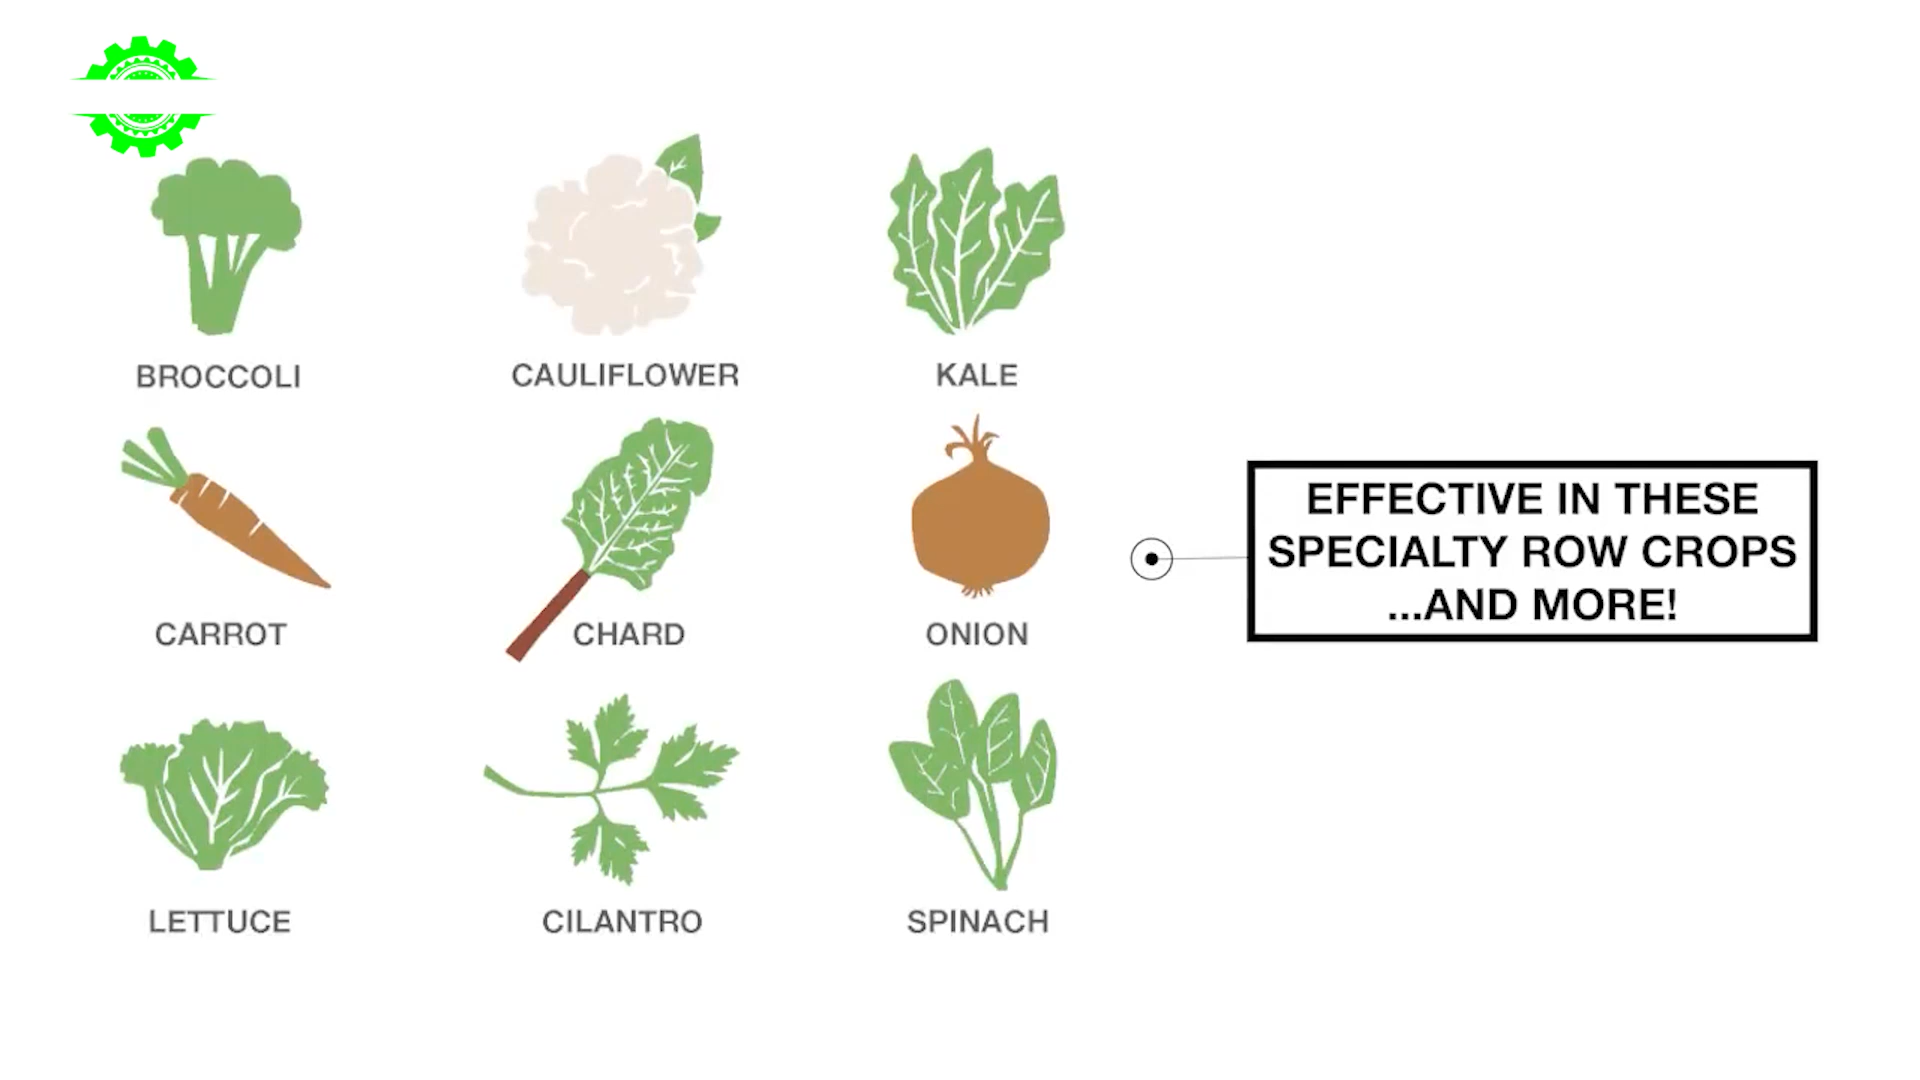 BROCCOLI
CAULIFLOWER
KALE
CARROT
CHARD
ONION
EFFECTIVE IN THESE
SPECIALTY ROW CROPS
...AND MORE!
LETTUCE
CILANTRO
SPINACH